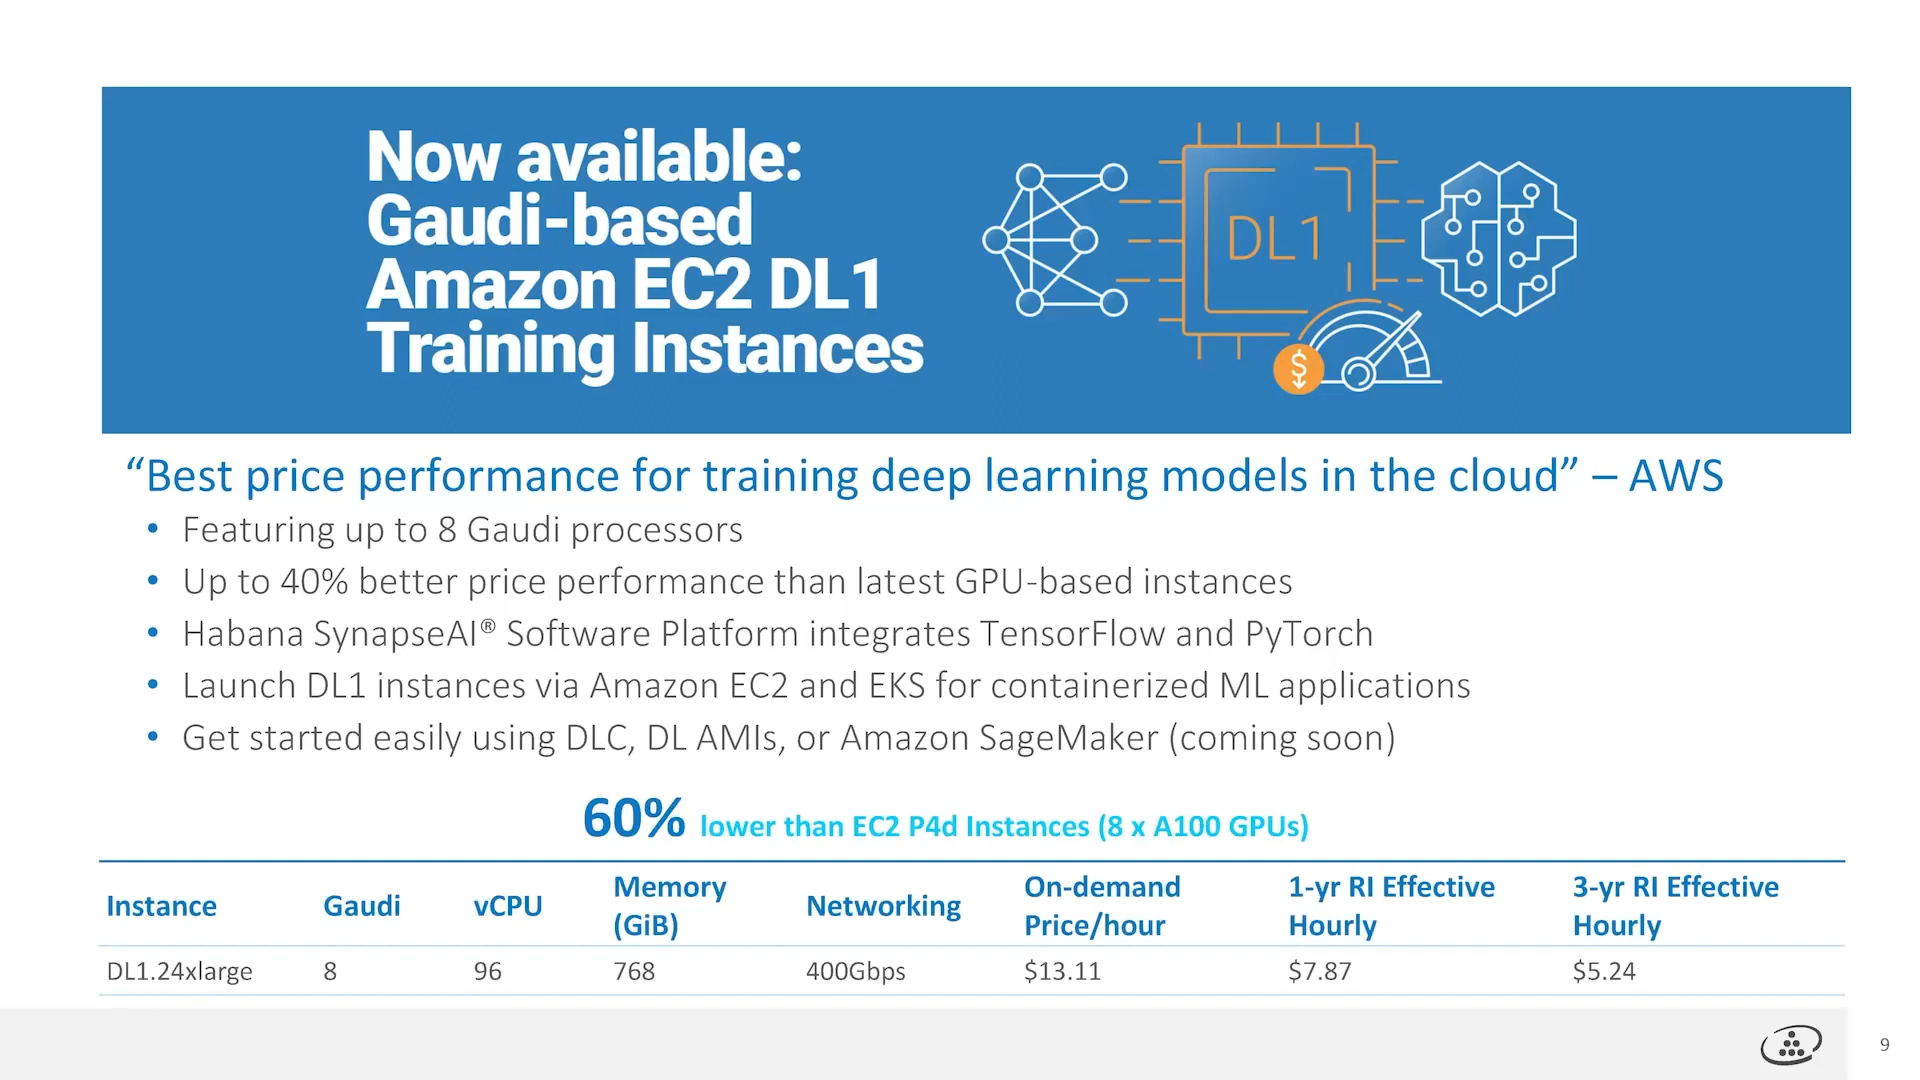 Now available:
Gaudi-based
Amazon EC2 DL1
Training Instances
DL1
$
“Best price performance for training deep learning models in the cloud” – AWS
• Featuring up to 8 Gaudi processors
• Up to 40% better price performance than latest GPU-based instances
• Habana SynapseAI® Software Platform integrates TensorFlow and PyTorch
• Launch DL1 instances via Amazon EC2 and EKS for containerized ML applications
• Get started easily using DLC, DL AMIs, or Amazon SageMaker (coming soon)
60% lower than EC2 P4d Instances (8 x A100 GPUs)
Instance Gaudi vCPU Memory (GiB) Networking On-demand Price/hour 1-yr RI Effective Hourly 3-yr RI Effective Hourly
DL1.24xlarge 8 96 768 400Gbps $13.11 $7.87 $5.24
9